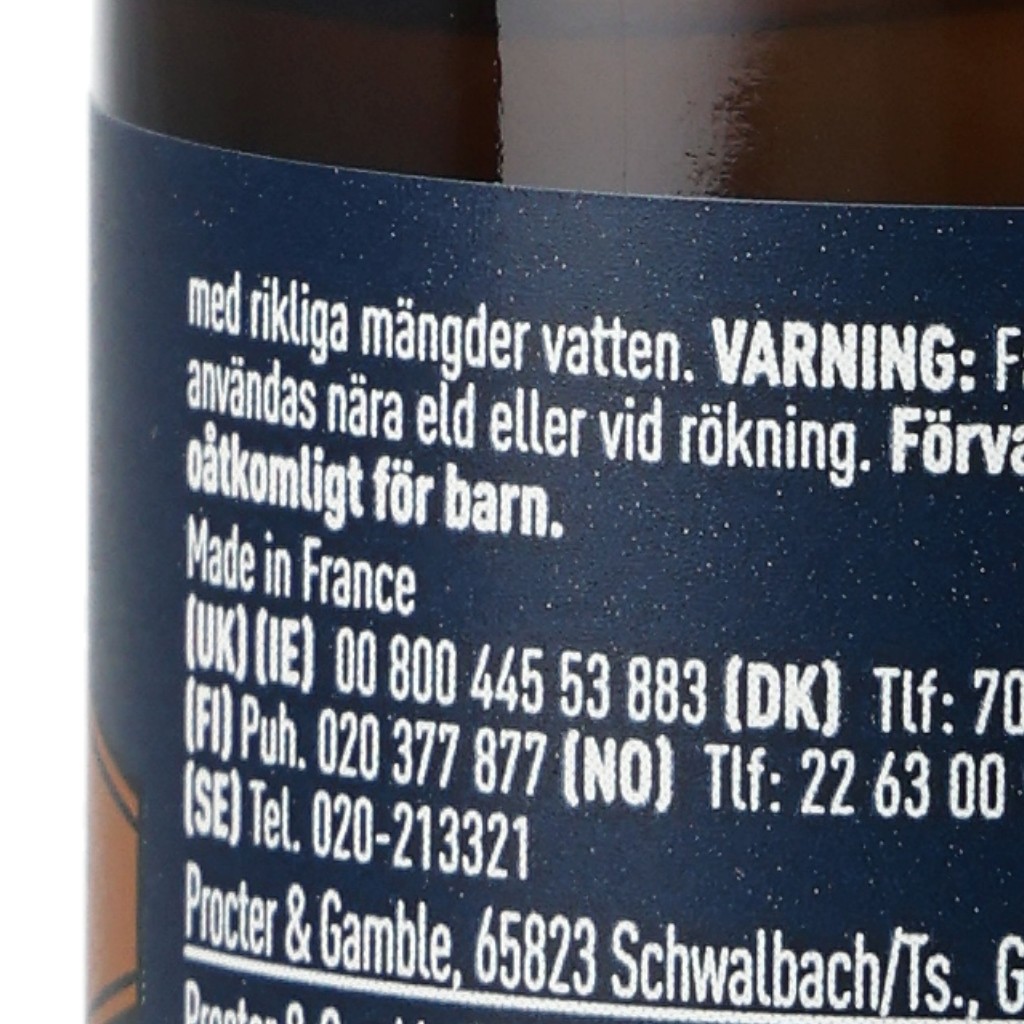 med rikliga mängder vatten. VARNING:
användas nära eld eller vid rökning.
oåtkomligt för barn.
Made in France
(UK) (IE) 00 800 445 53 883 (DK) Tlf: 70
(FI) Puh. 020 377 877 (NO) Tlf: 22 63 00
(SE) Tel. 020-213321
Procter & Gamble, 65823 Schwalbach/Ts.,
Procter &